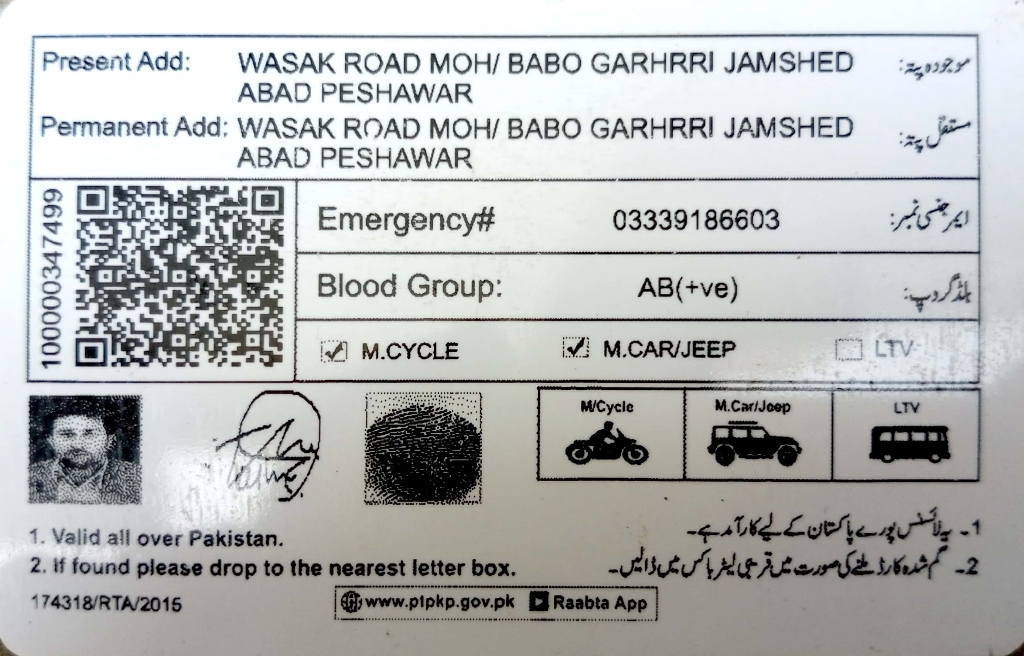 Present Add: WASAK ROAD MOH/ BABO GARHRRI JAMSHED موجودہ پتہ:
ABAD PESHAWAR
Permanent Add: WASAK ROAD MOH/ BABO GARHRRI JAMSHED مستقل پتہ:
ABAD PESHAWAR
10000347499
Emergency# 03339186603 ایمرجنسی نمبر:
Blood Group: AB(+ve) بلڈ گروپ:
M.CYCLE M.CAR/JEEP LTV
M/Cycle M.Car/Jeep LTV
1. Valid all over Pakistan. 1۔ یہ لائسنس پورے پاکستان کے لیے کارآمد ہے۔
2. If found please drop to the nearest letter box. 2۔ گم شدہ کارڈ ملنے کی صورت میں قریبی لیٹر باکس میں ڈالیں۔
174318/RTA/2015 www.ptpkp.gov.pk Raabta App